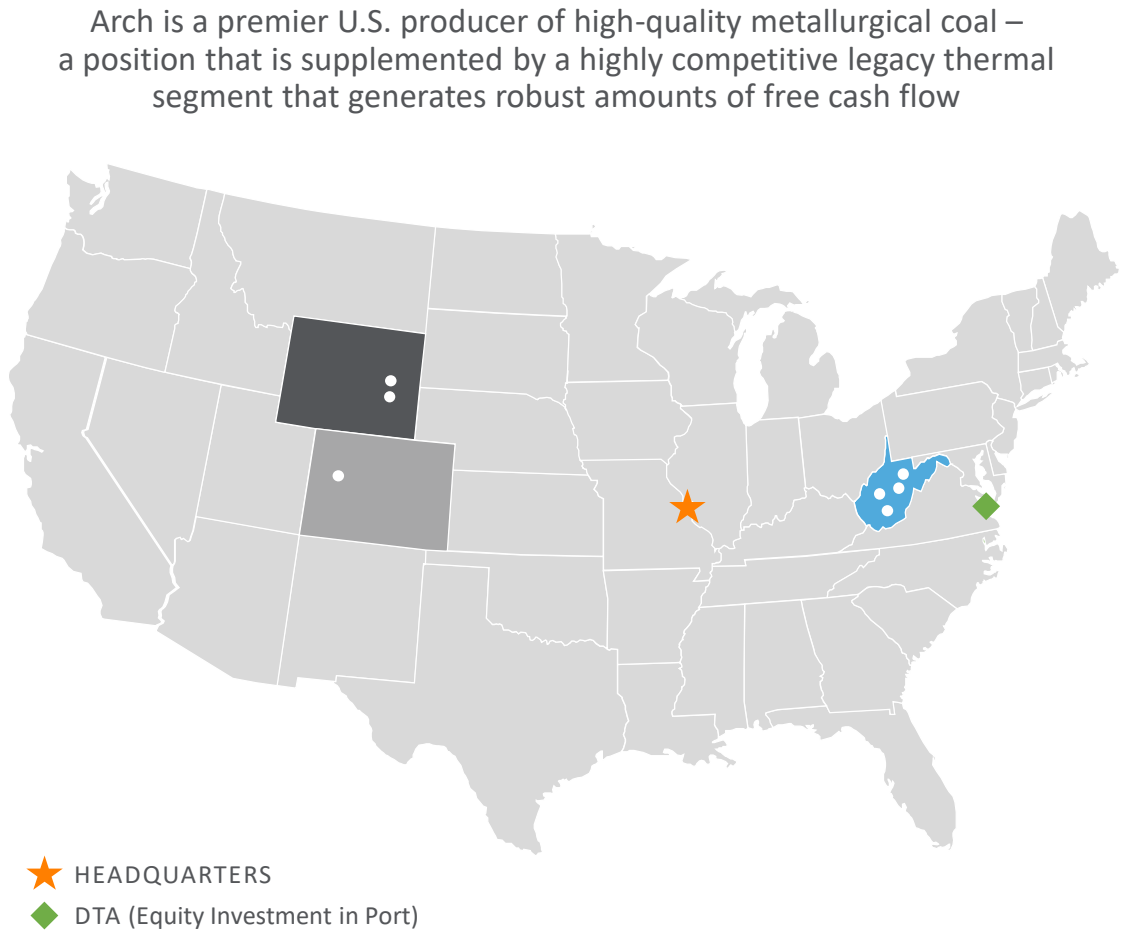 Arch is a premier U.S. producer of high-quality metallurgical coal –
a position that is supplemented by a highly competitive legacy thermal
segment that generates robust amounts of free cash flow
HEADQUARTERS
DTA (Equity Investment in Port)